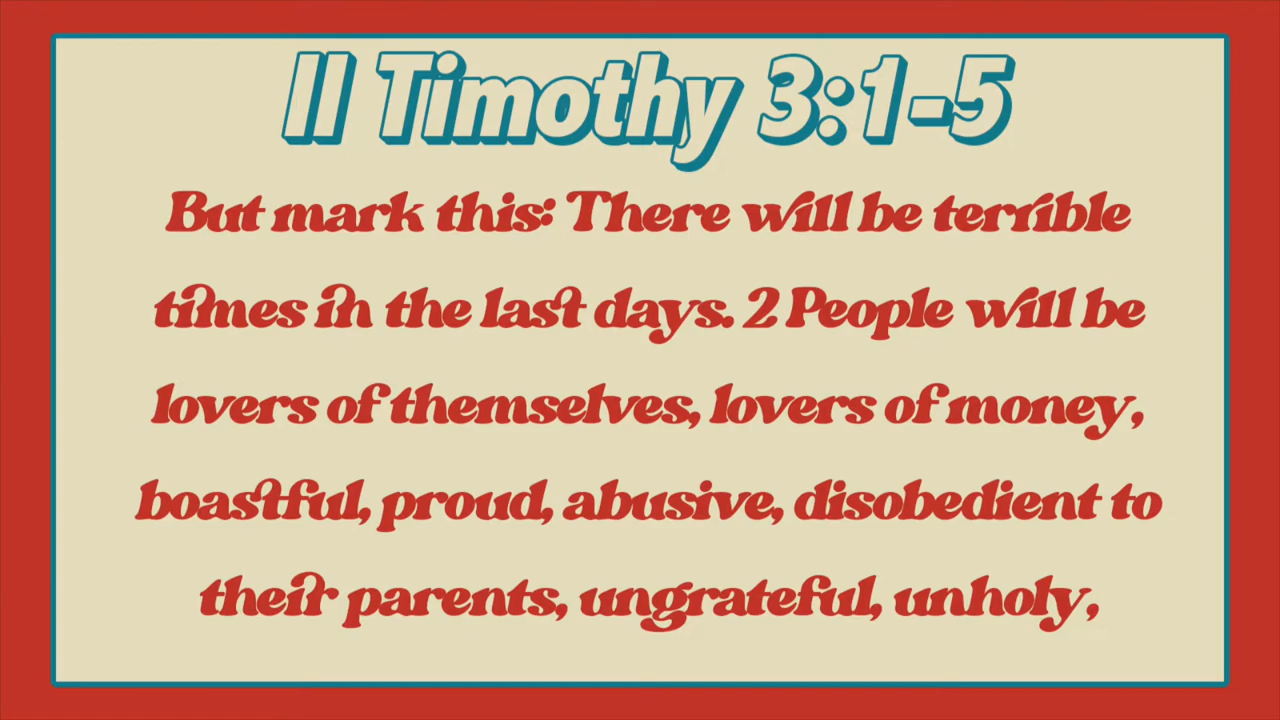 II Timothy 3:1-5
But mark this: There will be terrible
times in the last days. 2 People will be
lovers of themselves, lovers of money,
boastful, proud, abusive, disobedient to
their parents, ungrateful, unholy,